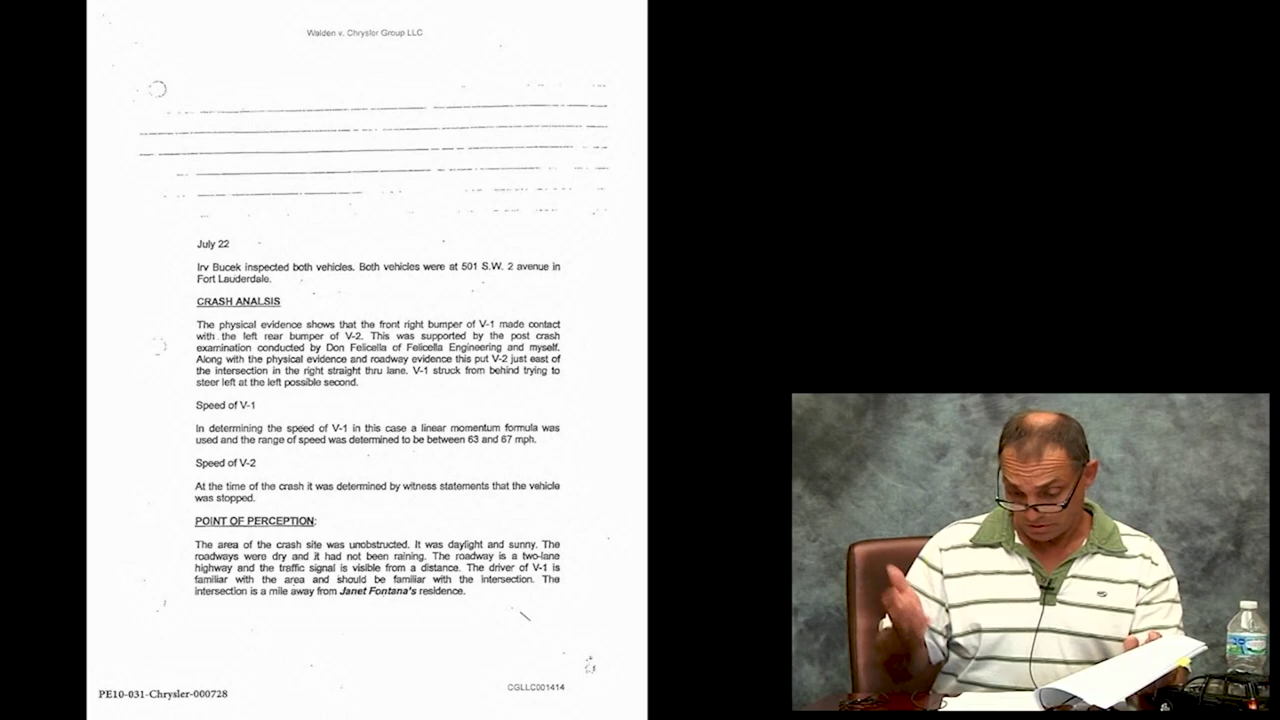 Walden v. Chrysler Group LLC
July 22
Irv Bucek inspected both vehicles. Both vehicles were at 501 S.W. 2 avenue in
Fort Lauderdale.
CRASH ANALSIS
The physical evidence shows that the front right bumper of V-1 made contact
with the left rear bumper of V-2. This was supported by the post crash
examination conducted by Don Felicella of Felicella Engineering and myself.
Along with the physical evidence and roadway evidence this put V-2 just east of
the intersection in the right straight thru lane. V-1 struck from behind trying to
steer left at the left possible second.
Speed of V-1
In determining the speed of V-1 in this case a linear momentum formula was
used and the range of speed was determined to be between 63 and 67 mph.
Speed of V-2
At the time of the crash it was determined by witness statements that the vehicle
was stopped.
POINT OF PERCEPTION:
The area of the crash site was unobstructed. It was daylight and sunny. The
roadways were dry and it had not been raining. The roadway is a two-lane
highway and the traffic signal is visible from a distance. The driver of V-1 is
familiar with the area and should be familiar with the intersection. The
intersection is a mile away from Janet Fontana's residence.
CGLLC001414
PE10-031-Chrysler-000728